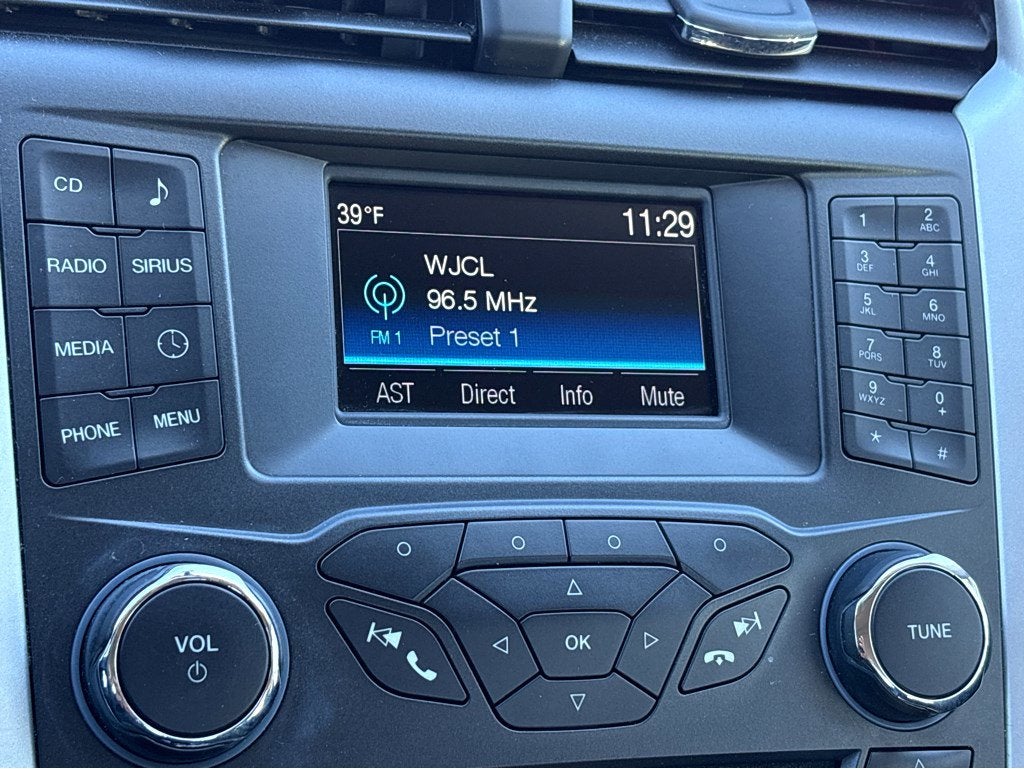 39°F 11:29
WJCL
96.5 MHz
FM 1 Preset 1
AST Direct Info Mute
CD
RADIO SIRIUS
MEDIA
PHONE MENU
1 2 ABC
3 DEF 4 GHI
5 JKL 6 MNO
7 PQRS 8 TUV
9 WXYZ 0 +
* #
VOL
OK
TUNE